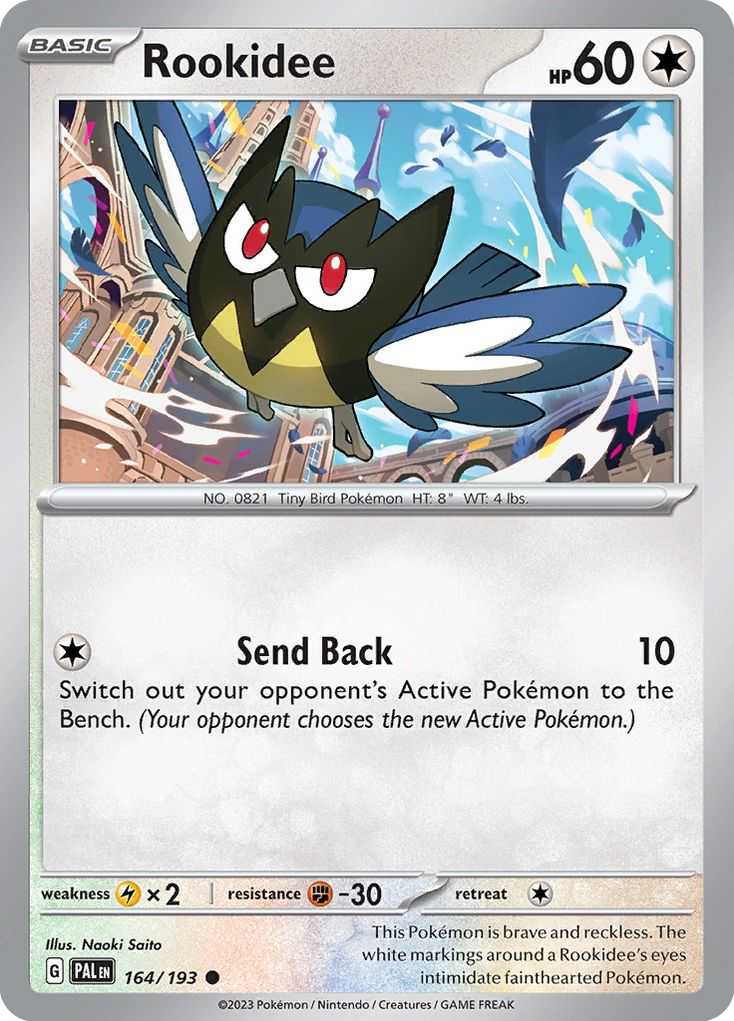 BASIC
Rookidee
HP60
NO. 0821 Tiny Bird Pokémon HT: 8" WT: 4 lbs.
Send Back 10
Switch out your opponent's Active Pokémon to the
Bench. (Your opponent chooses the new Active Pokémon.)
weakness ×2 resistance -30 retreat
Illus. Naoki Saito
This Pokémon is brave and reckless. The
white markings around a Rookidee's eyes
intimidate fainthearted Pokémon.
G PAL EN 164/193
©2023 Pokémon / Nintendo / Creatures / GAME FREAK